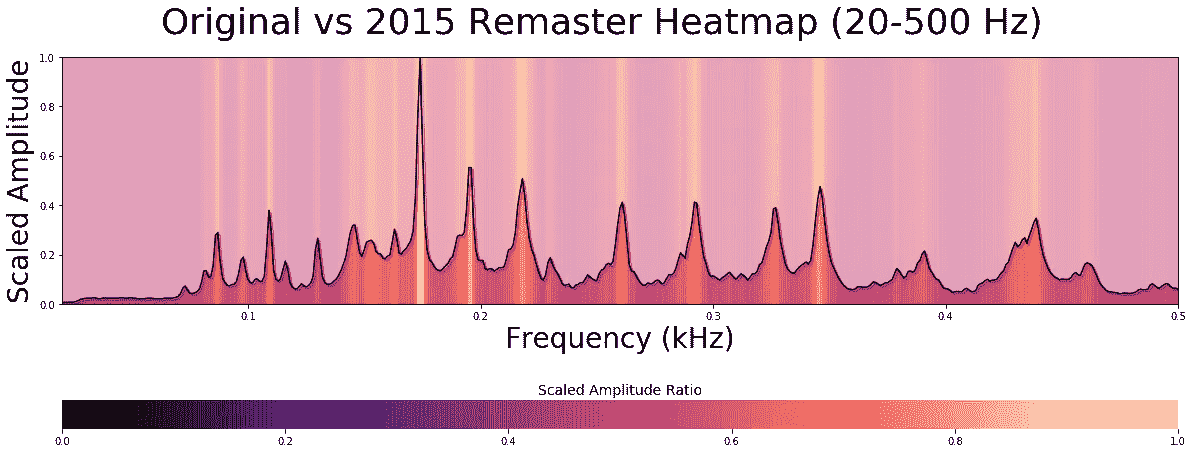 Original vs 2015 Remaster Heatmap (20-500 Hz)
Scaled Amplitude
1.0
0.8
0.6
0.4
0.2
0.0
0.1 0.2 0.3 0.4 0.5
Frequency (kHz)
Scaled Amplitude Ratio
0.0 0.2 0.4 0.6 0.8 1.0